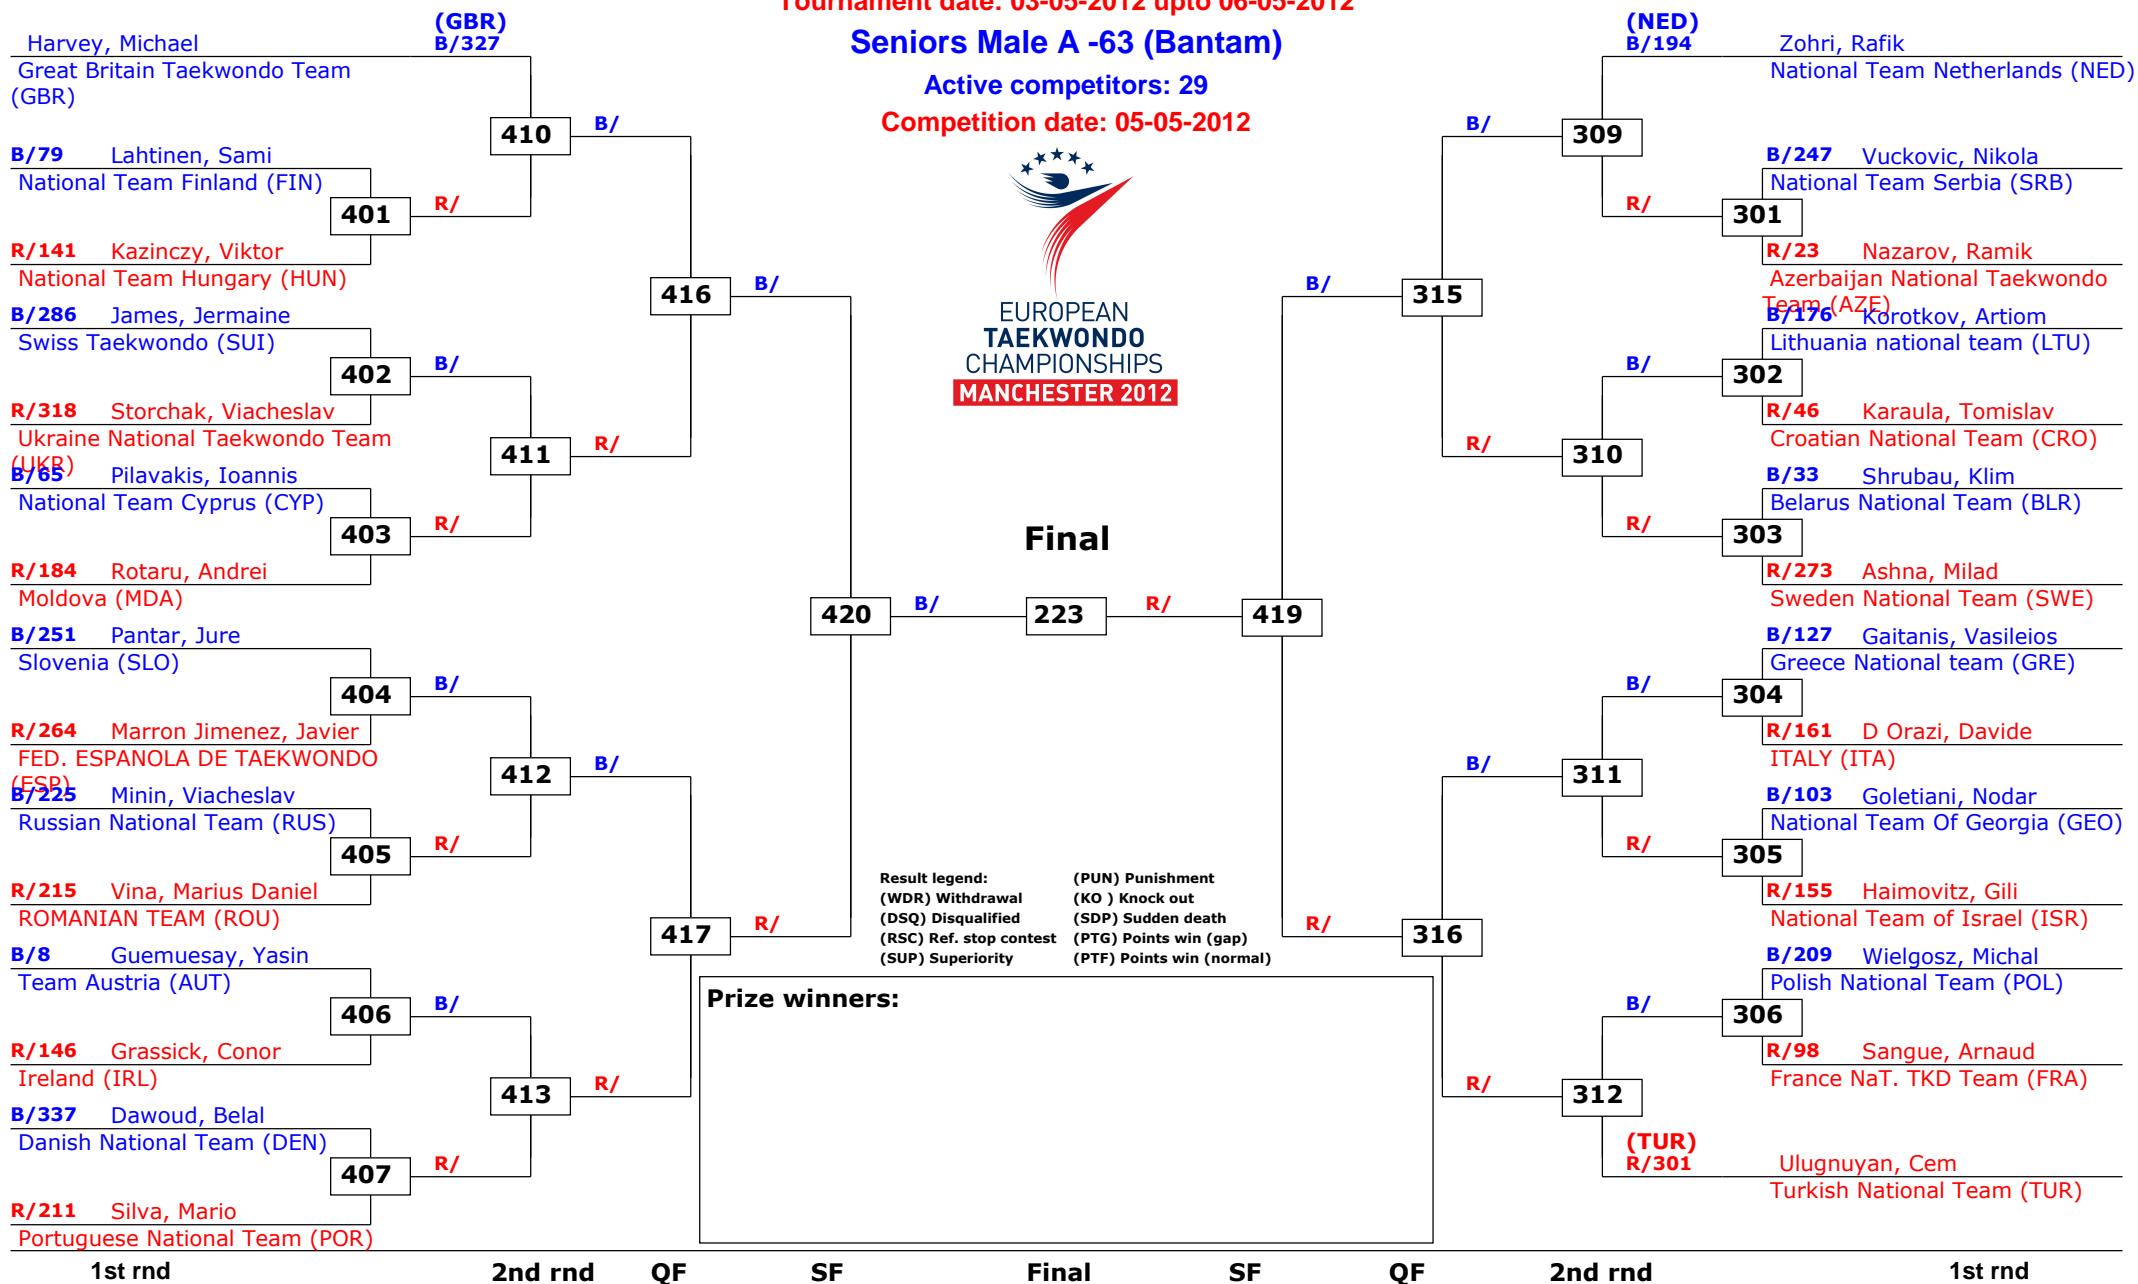 Tournament date: 03-05-2012 upto 06-05-2012
Seniors Male A -63 (Bantam)
Active competitors: 29
Competition date: 05-05-2012
EUROPEAN
TAEKWONDO
CHAMPIONSHIPS
MANCHESTER 2012
(GBR)
Harvey, Michael B/327
Great Britain Taekwondo Team
(GBR)
410 B/
B/79 Lahtinen, Sami
National Team Finland (FIN)
401 R/
R/141 Kazinczy, Viktor
National Team Hungary (HUN)
416 B/
B/286 James, Jermaine
Swiss Taekwondo (SUI)
402 B/
R/318 Storchak, Viacheslav
Ukraine National Taekwondo Team
(UKR)
411 R/
B/65 Pilavakis, Ioannis
National Team Cyprus (CYP)
403 R/
R/184 Rotaru, Andrei
Moldova (MDA)
420 B/
B/251 Pantar, Jure
Slovenia (SLO)
404 B/
R/264 Marron Jimenez, Javier
FED. ESPANOLA DE TAEKWONDO
(ESP)
412 B/
B/225 Minin, Viacheslav
Russian National Team (RUS)
405 R/
R/215 Vina, Marius Daniel
ROMANIAN TEAM (ROU)
417 R/
B/8 Guemuesay, Yasin
Team Austria (AUT)
406 B/
R/146 Grassick, Conor
Ireland (IRL)
413 R/
B/337 Dawoud, Belal
Danish National Team (DEN)
407 R/
R/211 Silva, Mario
Portuguese National Team (POR)
Final
223 R/
(NED)
B/194 Zohri, Rafik
National Team Netherlands (NED)
B/ 309
B/247 Vuckovic, Nikola
National Team Serbia (SRB)
R/ 301
R/23 Nazarov, Ramik
Azerbaijan National Taekwondo
Team (AZE)
B/ 315
B/176 Korotkov, Artiom
Lithuania national team (LTU)
B/ 302
R/46 Karaula, Tomislav
Croatian National Team (CRO)
R/ 310
B/33 Shrubau, Klim
Belarus National Team (BLR)
R/ 303
R/273 Ashna, Milad
Sweden National Team (SWE)
419
B/127 Gaitanis, Vasileios
Greece National team (GRE)
B/ 304
R/161 D Orazi, Davide
ITALY (ITA)
B/ 311
B/103 Goletiani, Nodar
National Team Of Georgia (GEO)
R/ 305
R/155 Haimovitz, Gili
National Team of Israel (ISR)
R/ 316
B/209 Wielgosz, Michal
Polish National Team (POL)
B/ 306
R/98 Sangue, Arnaud
France NaT. TKD Team (FRA)
R/ 312
(TUR)
R/301 Ulugnuyan, Cem
Turkish National Team (TUR)
Result legend: (PUN) Punishment
(WDR) Withdrawal (KO ) Knock out
(DSQ) Disqualified (SDP) Sudden death
(RSC) Ref. stop contest (PTG) Points win (gap)
(SUP) Superiority (PTF) Points win (normal)
Prize winners:
1st rnd 2nd rnd QF SF Final SF QF 2nd rnd 1st rnd